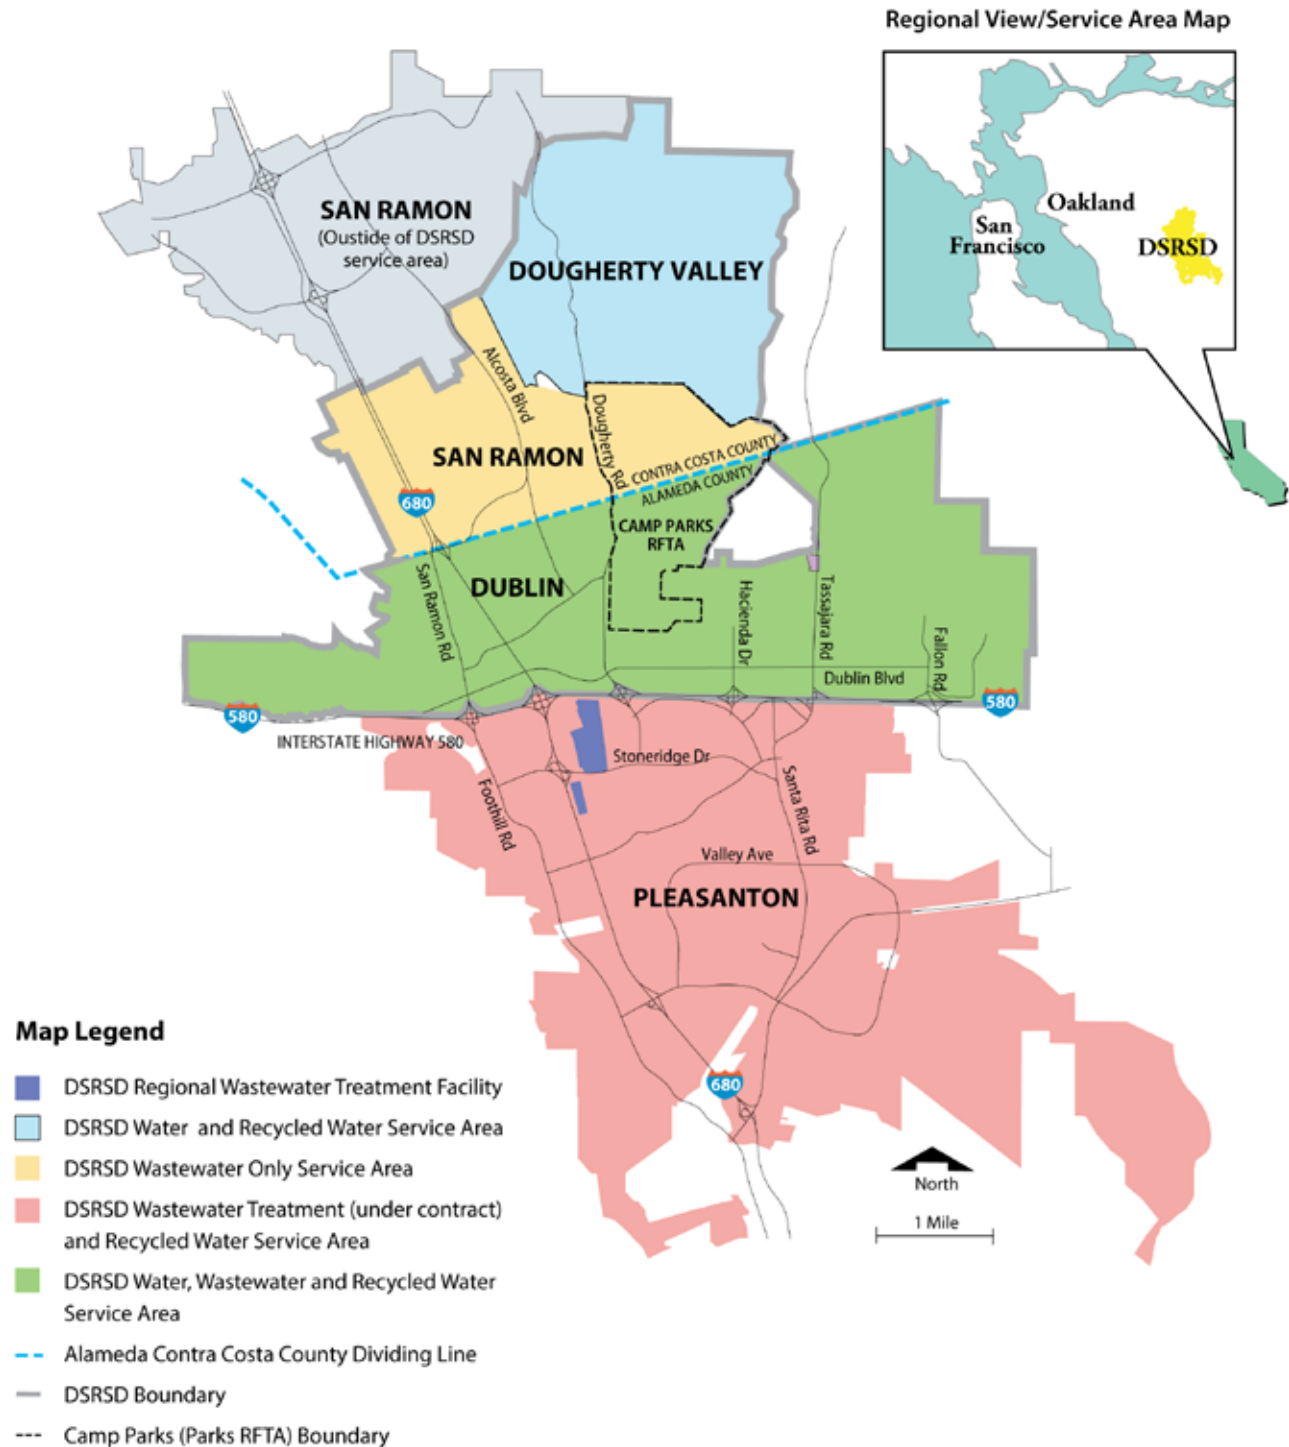 Regional View/Service Area Map
San
Francisco
Oakland
DSRSD
SAN RAMON
(Oustide of DSRSD
service area)
DOUGHERTY VALLEY
Alcosta Blvd
Dougherty Rd
SAN RAMON
CONTRA COSTA COUNTY
ALAMEDA COUNTY
680
CAMP PARKS
RFTA
DUBLIN
San Ramon Rd
Hacienda Dr
Tassajara Rd
Fallon Rd
Dublin Blvd
580
580
INTERSTATE HIGHWAY 580
Stoneridge Dr
Foothill Rd
Santa Rita Rd
Valley Ave
PLEASANTON
680
North
1 Mile
Map Legend
DSRSD Regional Wastewater Treatment Facility
DSRSD Water and Recycled Water Service Area
DSRSD Wastewater Only Service Area
DSRSD Wastewater Treatment (under contract)
and Recycled Water Service Area
DSRSD Water, Wastewater and Recycled Water
Service Area
Alameda Contra Costa County Dividing Line
DSRSD Boundary
Camp Parks (Parks RFTA) Boundary